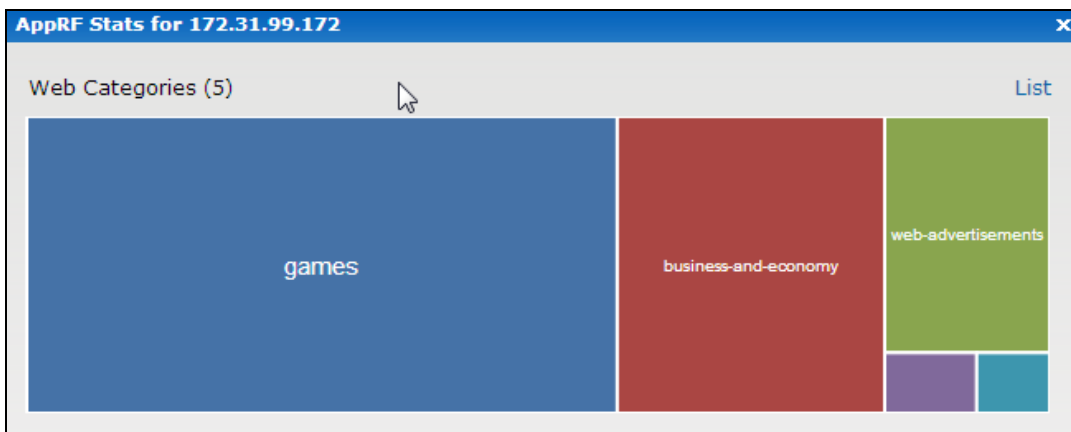 AppRF Stats for 172.31.99.172 x
Web Categories (5) List
games
business-and-economy
web-advertisements